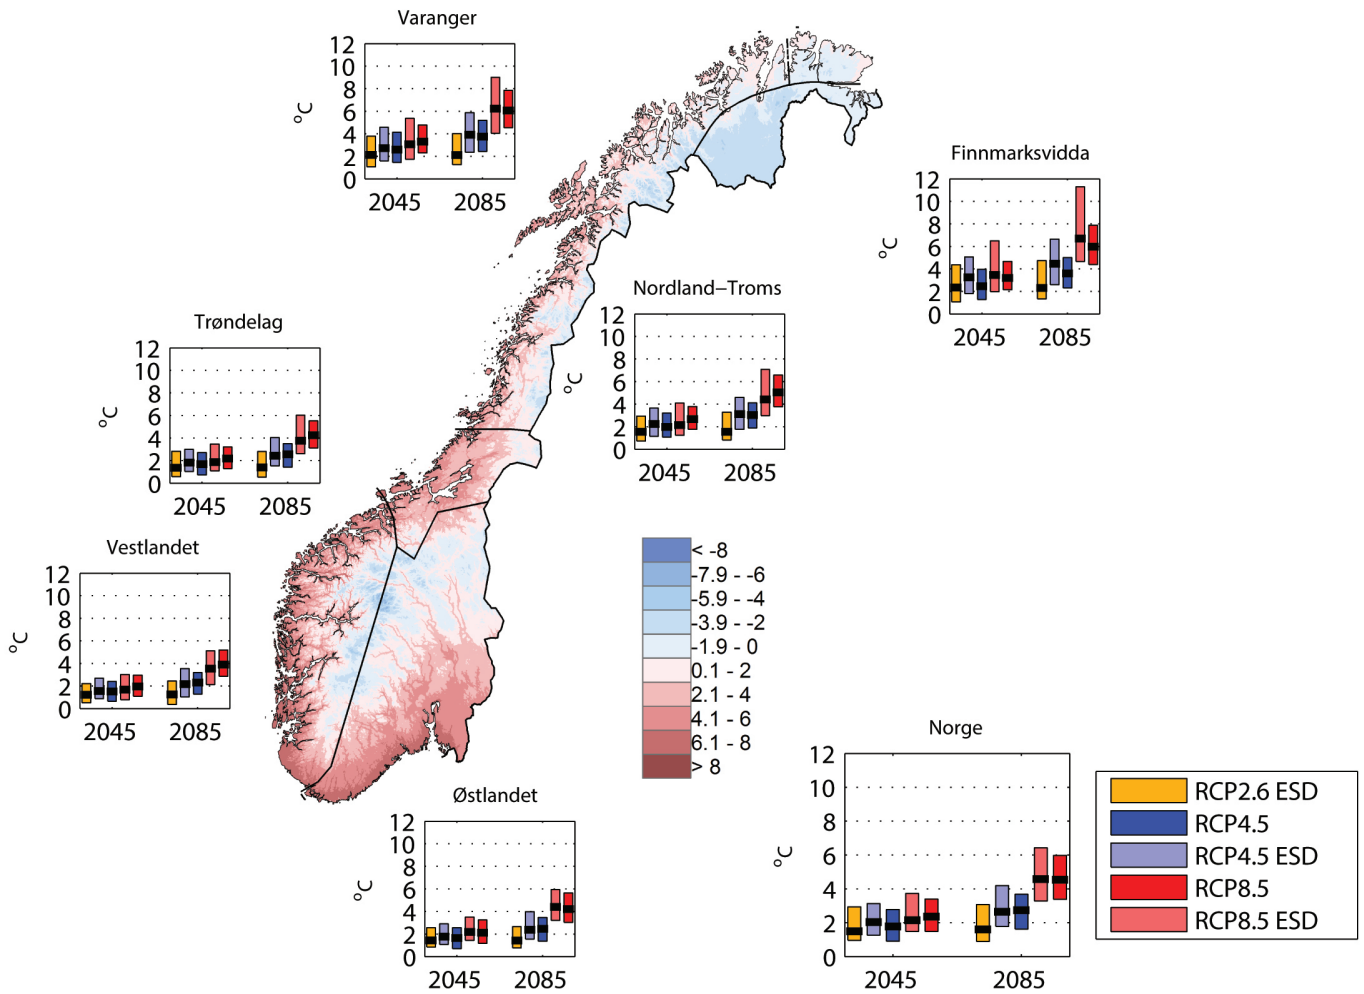 Varanger
°C
12
10
8
6
4
2
0
2045 2085
Finnmarksvidda
°C
12
10
8
6
4
2
0
2045 2085
Nordland–Troms
°C
12
10
8
6
4
2
0
2045 2085
Trøndelag
°C
12
10
8
6
4
2
0
2045 2085
Vestlandet
°C
12
10
8
6
4
2
0
2045 2085
< -8
-7.9 - -6
-5.9 - -4
-3.9 - -2
-1.9 - 0
0.1 - 2
2.1 - 4
4.1 - 6
6.1 - 8
> 8
Østlandet
°C
12
10
8
6
4
2
0
2045 2085
Norge
°C
12
10
8
6
4
2
0
2045 2085
RCP2.6 ESD
RCP4.5
RCP4.5 ESD
RCP8.5
RCP8.5 ESD